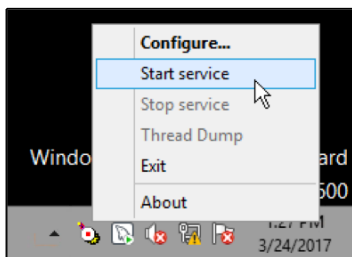 Configure...
Start service
Stop service
Thread Dump
Windo
Exit
ard
500
About
1:27 PM
3/24/2017